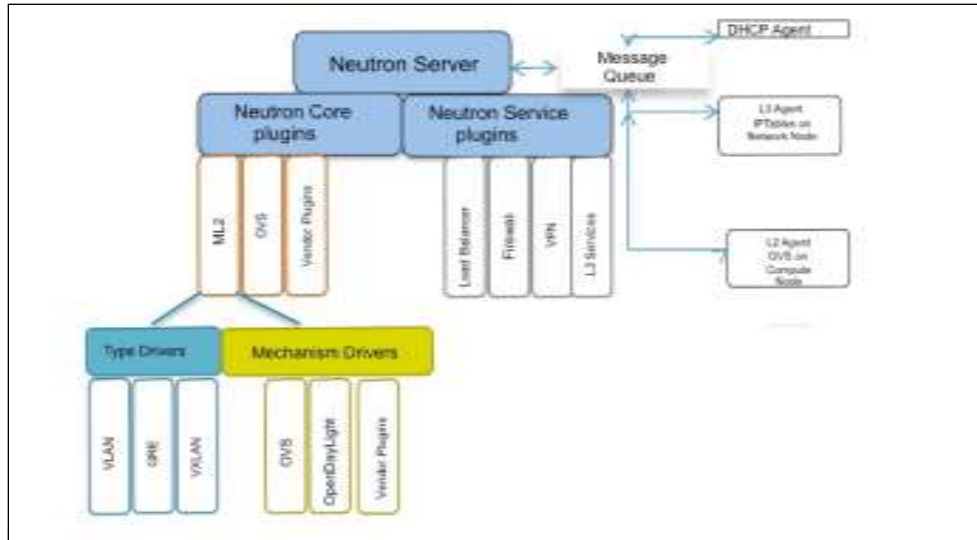 DHCP Agent
Neutron Server
Message
Queue
Neutron Core
plugins
Neutron Service
plugins
L3 Agent
IPTables on
Network Node
ML2
OVS
Vendor Plugins
Load Balancer
Firewall
VPN
L3 Services
L2 Agent
OVS on
Compute
Node
Type Drivers
Mechanism Drivers
VLAN
GRE
VXLAN
OVS
OpenDayLight
Vendor Plugins